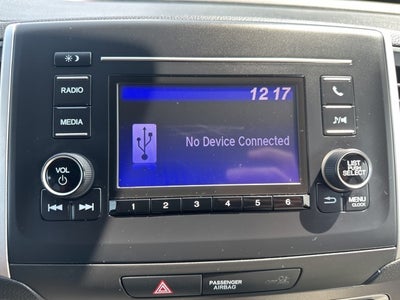 12:17
RADIO
MEDIA
No Device Connected
VOL
LIST
PUSH
SELECT
MENU
CLOCK
1 2 3 4 5 6
PASSENGER
AIRBAG